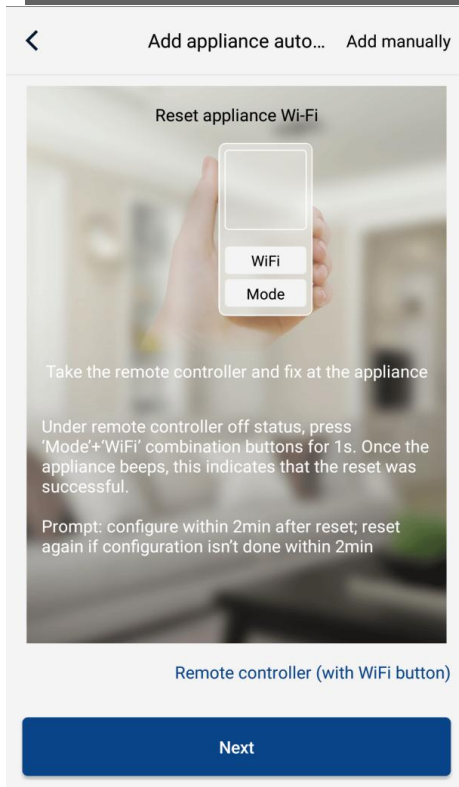 Add appliance auto... Add manually
Reset appliance Wi-Fi
WiFi
Mode
Take the remote controller and fix at the appliance
Under remote controller off status, press
‘Mode’+‘WiFi’ combination buttons for 1s. Once the
appliance beeps, this indicates that the reset was
successful.
Prompt: configure within 2min after reset; reset
again if configuration isn’t done within 2min
Remote controller (with WiFi button)
Next